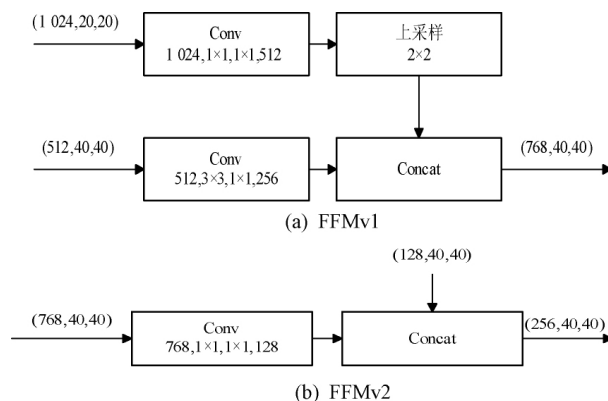 (1 024,20,20)
Conv
1 024,1×1,1×1,512
上采样
2×2
(512,40,40)
Conv
512,3×3,1×1,256
Concat
(768,40,40)
(a) FFMv1
(128,40,40)
(768,40,40)
Conv
768,1×1,1×1,128
Concat
(256,40,40)
(b) FFMv2